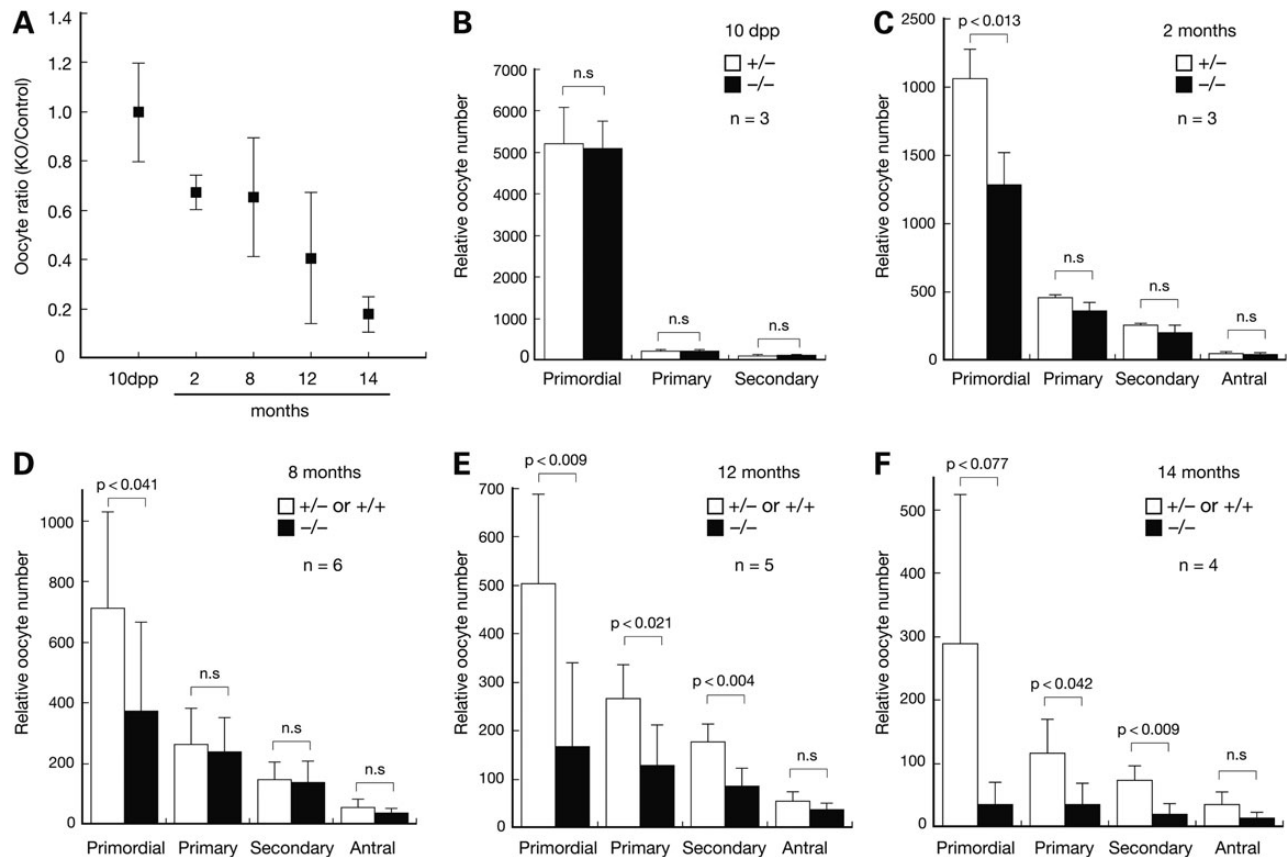 A
Oocyte ratio (KO/Control)
1.4
1.2
1.0
0.8
0.6
0.4
0.2
0
10dpp 2 8 12 14
months
B
10 dpp
+/−
−/−
n = 3
Relative oocyte number
7000
6000
5000
4000
3000
2000
1000
0
n.s
n.s
n.s
Primordial Primary Secondary
C
2 months
+/−
−/−
n = 3
Relative oocyte number
2500
1000
1500
1000
500
0
p < 0.013
n.s
n.s
n.s
Primordial Primary Secondary Antral
D
8 months
+/− or +/+
−/−
n = 6
Relative oocyte number
1000
800
600
400
200
0
p < 0.041
n.s
n.s
n.s
Primordial Primary Secondary Antral
E
12 months
+/− or +/+
−/−
n = 5
Relative oocyte number
700
600
500
400
300
200
100
0
p < 0.009
p < 0.021
p < 0.004
n.s
Primordial Primary Secondary Antral
F
14 months
+/− or +/+
−/−
n = 4
Relative oocyte number
500
400
300
200
100
0
p < 0.077
p < 0.042
p < 0.009
n.s
Primordial Primary Secondary Antral